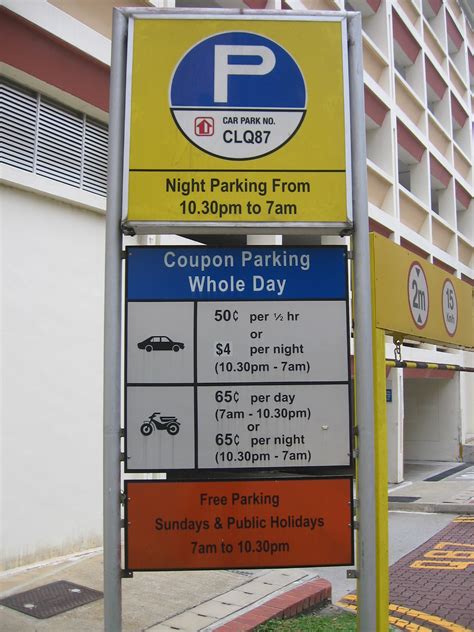 P
CAR PARK NO.
CLQ87
Night Parking From
10.30pm to 7am
Coupon Parking
Whole Day
50¢ per ½ hr
or
$4 per night
(10.30pm - 7am)
65¢ per day
(7am - 10.30pm)
or
65¢ per night
(10.30pm - 7am)
Free Parking
Sundays & Public Holidays
7am to 10.30pm
2m
15
Km/h